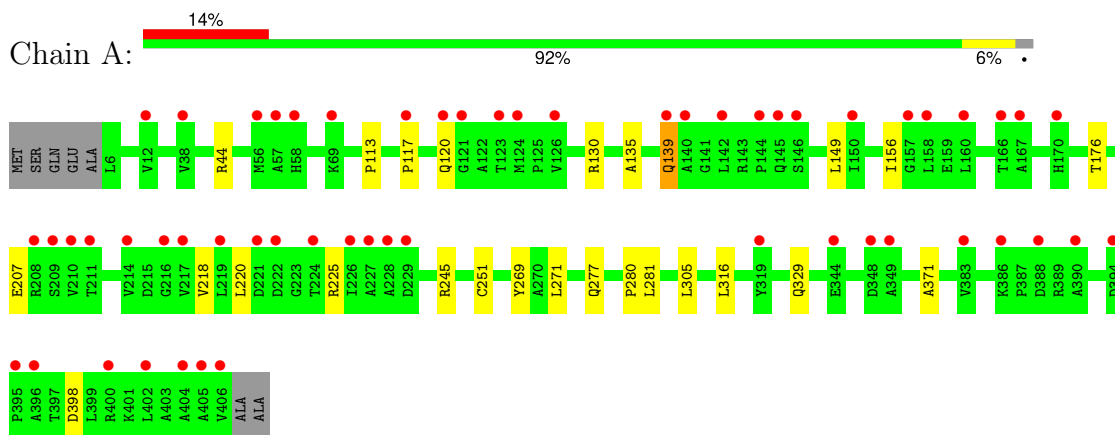 14%
Chain A:
92% 6% •
MET SER GLN GLU ALA L6 V12 V38 R44 M56 A57 H58 K69 P113 P117 Q120 G121 A122 T123 M124 P125 V126 R130 A135 Q139 A140 G141 L142 R143 P144 Q145 S146 L149 I150 I156 G157 L158 E159 L160 T166 A167 H170 T176
E207 R208 S209 V210 T211 V214 D215 G216 V217 V218 L219 L220 D221 D222 G223 T224 R225 I226 A227 A228 D229 R245 C251 Y269 A270 L271 Q277 P280 L281 L305 L316 Y319 Q329 E344 D348 A349 A371 V383 K386 P387 D388 R389 A390
P395 A396 T397 D398 L399 R400 K401 L402 A403 A404 A405 V406 ALA ALA